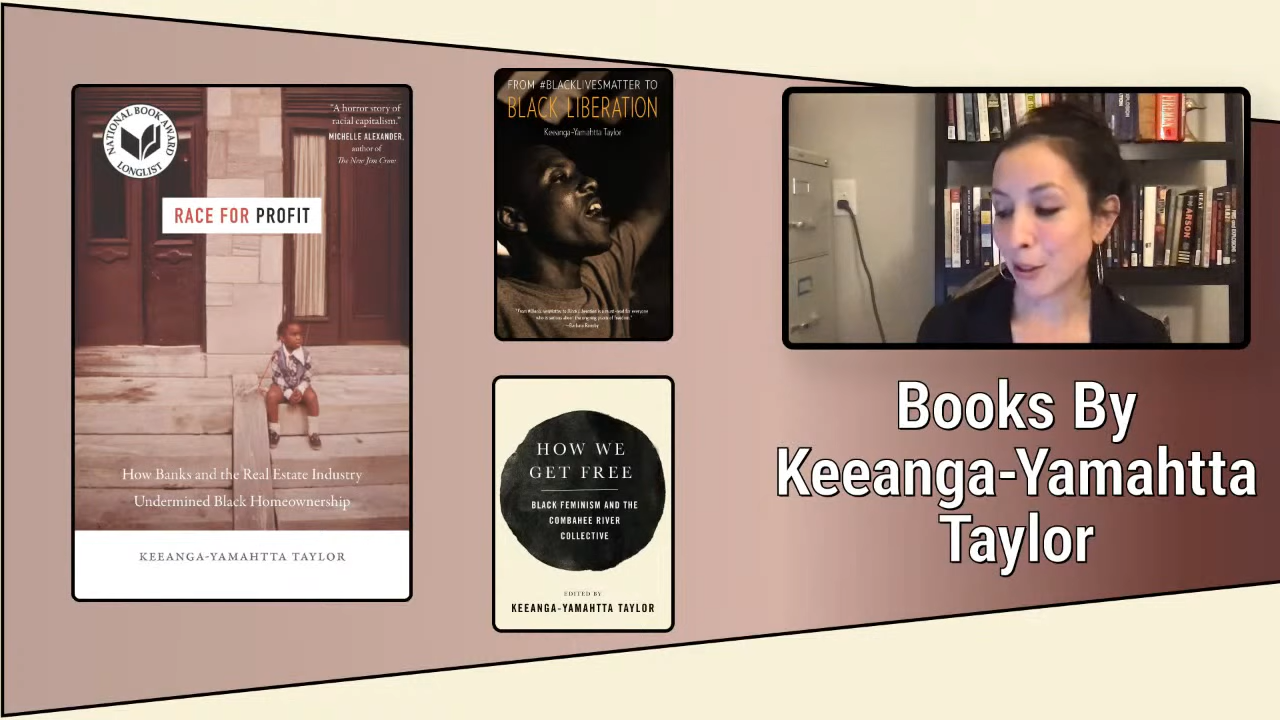 NATIONAL BOOK AWARD
LONGLIST
"A horror story of
racial capitalism."
MICHELLE ALEXANDER,
author of
The New Jim Crow
RACE FOR PROFIT
How Banks and the Real Estate Industry
Undermined Black Homeownership
KEEANGA-YAMAHTTA TAYLOR
FROM #BLACKLIVESMATTER TO
BLACK LIBERATION
Keeanga-Yamahtta Taylor
—Barbara Ransby
HOW WE
GET FREE
BLACK FEMINISM AND THE
COMBAHEE RIVER
COLLECTIVE
EDITED BY
KEEANGA-YAMAHTTA TAYLOR
Books By
Keeanga-Yamahtta
Taylor